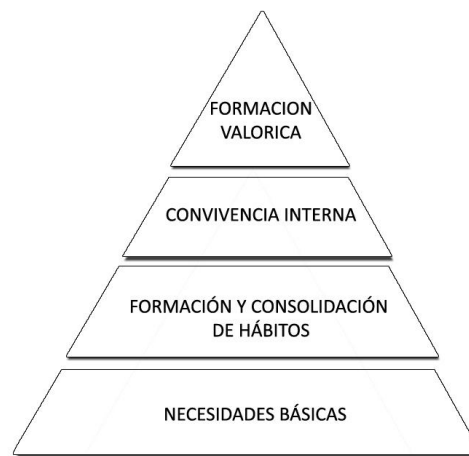 FORMACION
VALORICA
CONVIVENCIA INTERNA
FORMACIÓN Y CONSOLIDACIÓN
DE HÁBITOS
NECESIDADES BÁSICAS